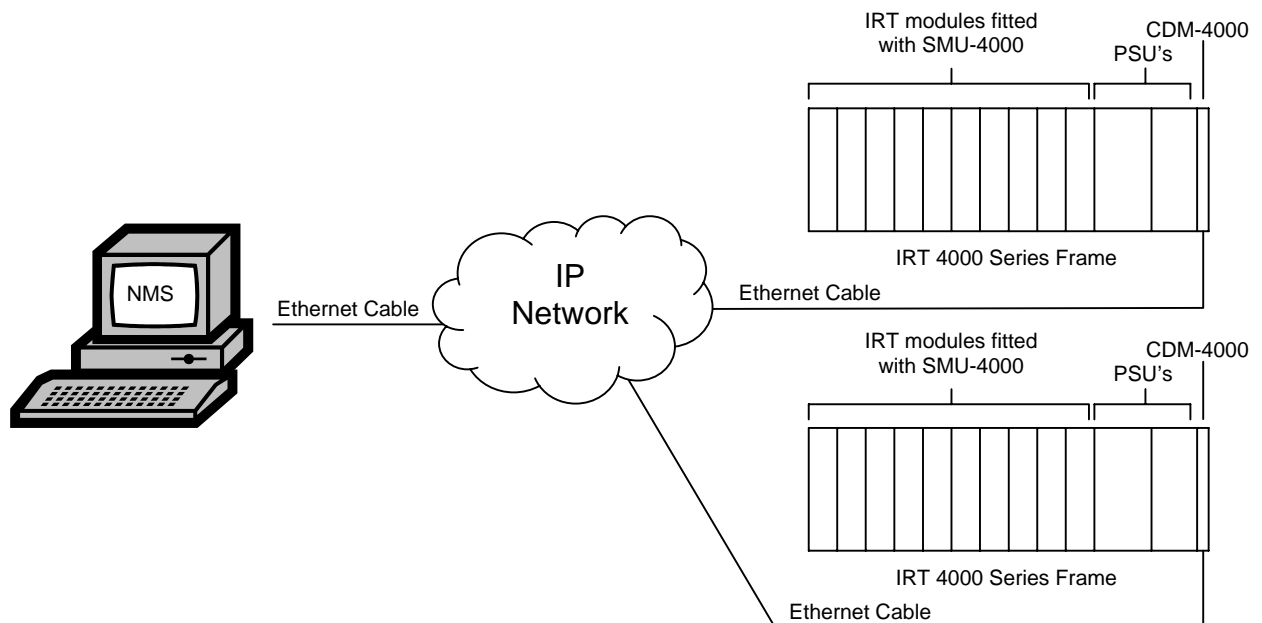 IRT modules fitted
with SMU-4000
CDM-4000
PSU's
IRT 4000 Series Frame
NMS
Ethernet Cable
IP
Network
Ethernet Cable
IRT modules fitted
with SMU-4000
CDM-4000
PSU's
IRT 4000 Series Frame
Ethernet Cable